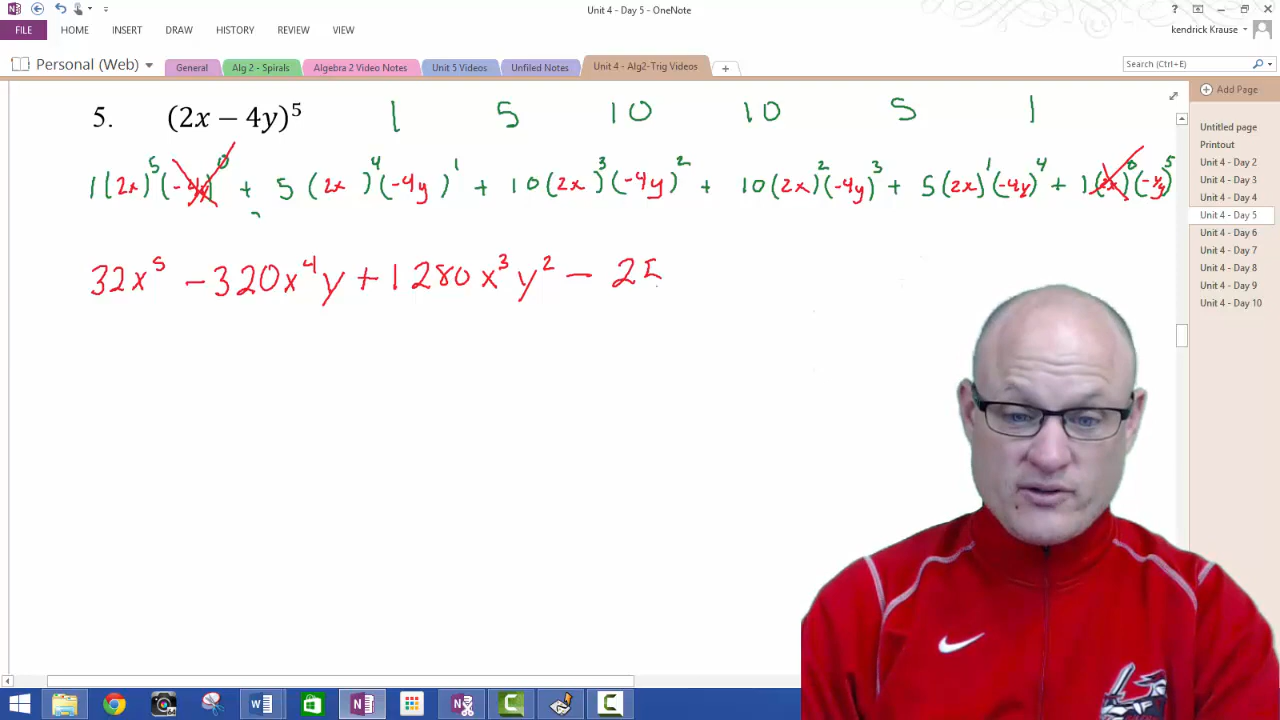 Unit 4 - Day 5 - OneNote
kendrick Krause
FILE HOME INSERT DRAW HISTORY REVIEW VIEW
Personal (Web) General Alg 2 - Spirals Algebra 2 Video Notes Unit 5 Videos Unfiled Notes Unit 4 - Alg2-Trig Videos Search (Ctrl+E)
Add Page
Untitled page
Printout
Unit 4 - Day 2
Unit 4 - Day 3
Unit 4 - Day 4
Unit 4 - Day 5
Unit 4 - Day 6
Unit 4 - Day 7
Unit 4 - Day 8
Unit 4 - Day 9
Unit 4 - Day 10
5. (2x − 4y)⁵ 1 5 10 10 5 1
1(2x)⁵(-4y)⁰ + 5(2x)⁴(-4y)¹ + 10(2x)³(-4y)² + 10(2x)²(-4y)³ + 5(2x)¹(-4y)⁴ + 1(2x)⁰(-4y)⁵
32x⁵ − 320x⁴y + 1280x³y² − 25